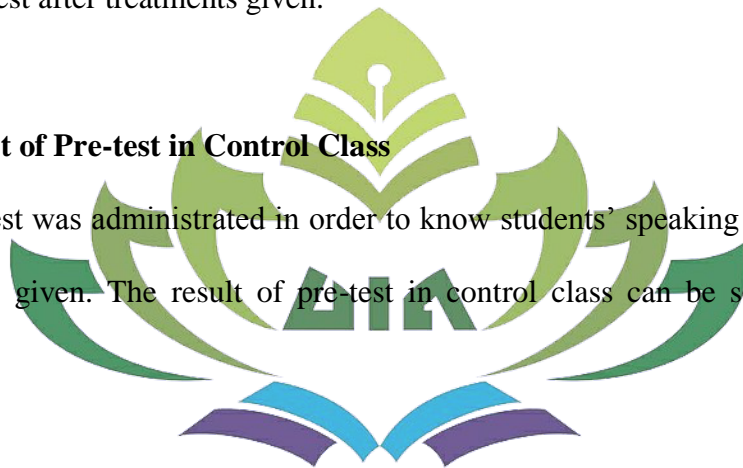 est after treatments given.
t of Pre-test in Control Class
est was administrated in order to know students’ speaking
given. The result of pre-test in control class can be s